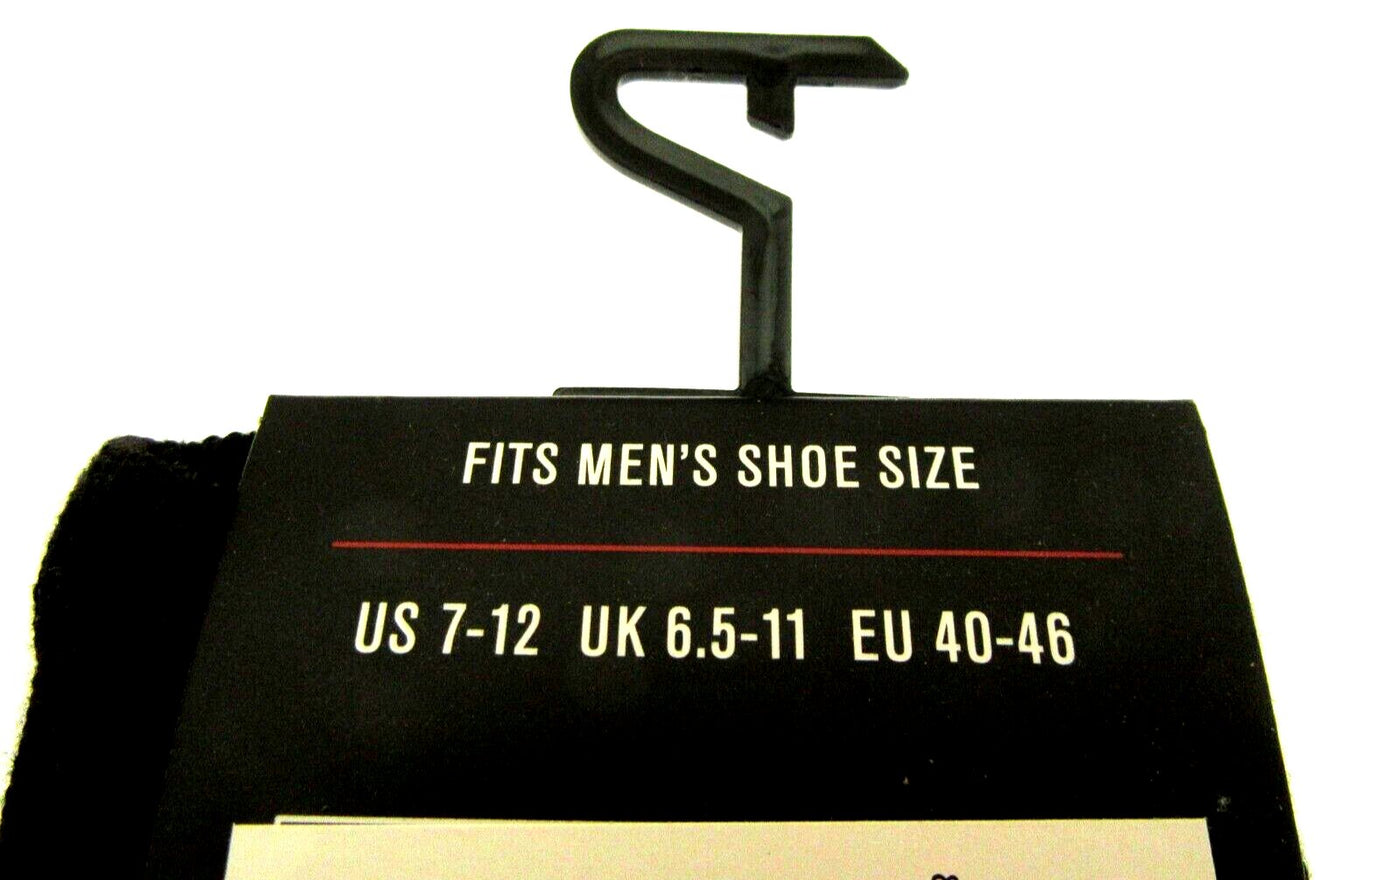 FITS MEN'S SHOE SIZE
US 7-12 UK 6.5-11 EU 40-46